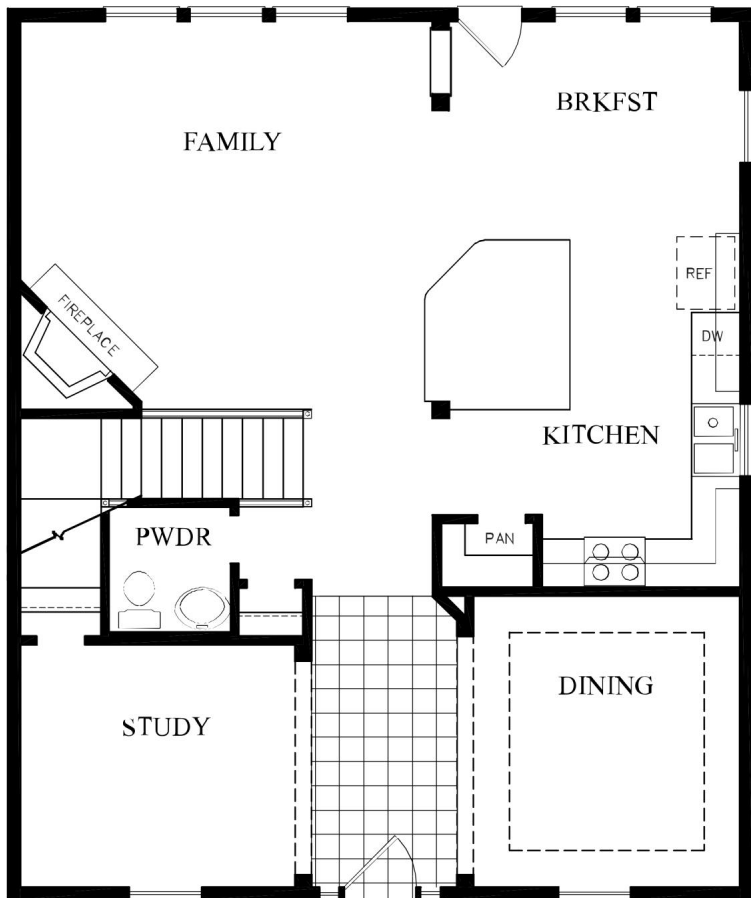 BRKFST
FAMILY
REF
FIREPLACE
DW
KITCHEN
PWDR
PAN
DINING
STUDY